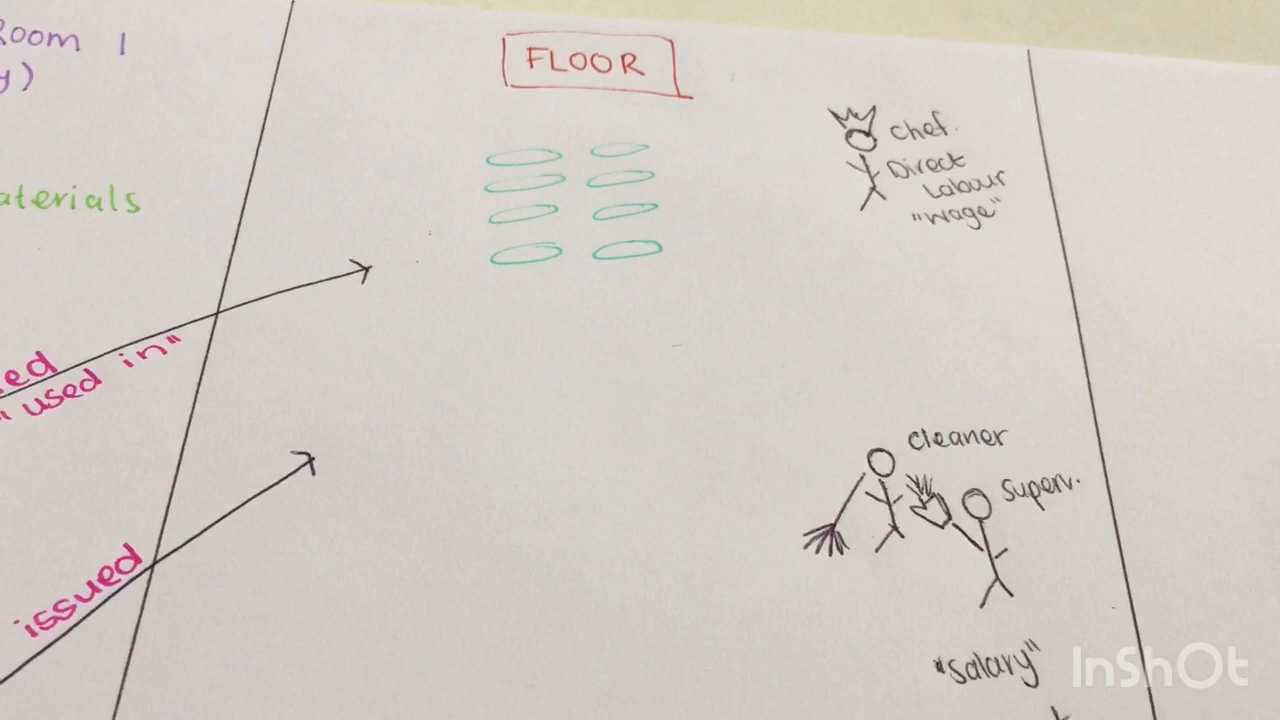 Room 1
y)
aterials
ed
"used in"
issued
FLOOR
chef.
Direct
Labour
"wage"
cleaner
Superv.
"salary"
InShOt